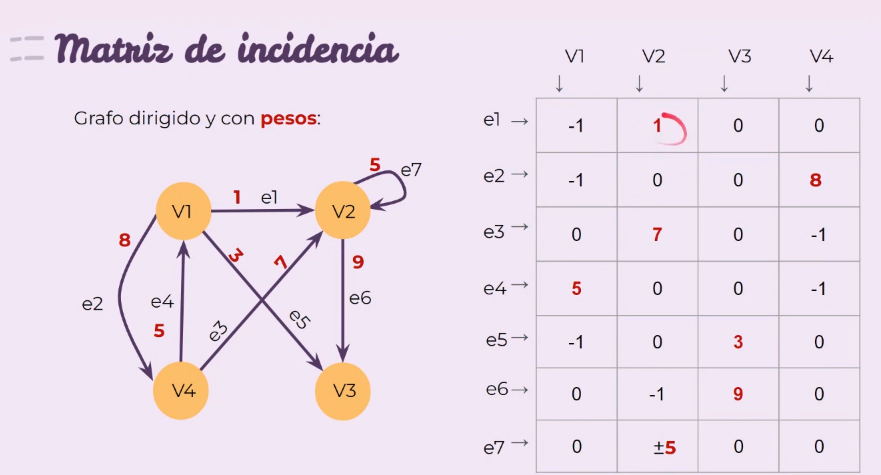 Matriz de incidencia
Grafo dirigido y con pesos:
V1 V2 V3 V4
↓ ↓ ↓ ↓
e1 → -1 1 0 0
e2 → -1 0 0 8
e3 → 0 7 0 -1
e4 → 5 0 0 -1
e5 → -1 0 3 0
e6 → 0 -1 9 0
e7 → 0 ±5 0 0
5 e7
1 e1
V1 V2
8 3 7 9
e2 e4 e6
5 e3 e5
V4 V3